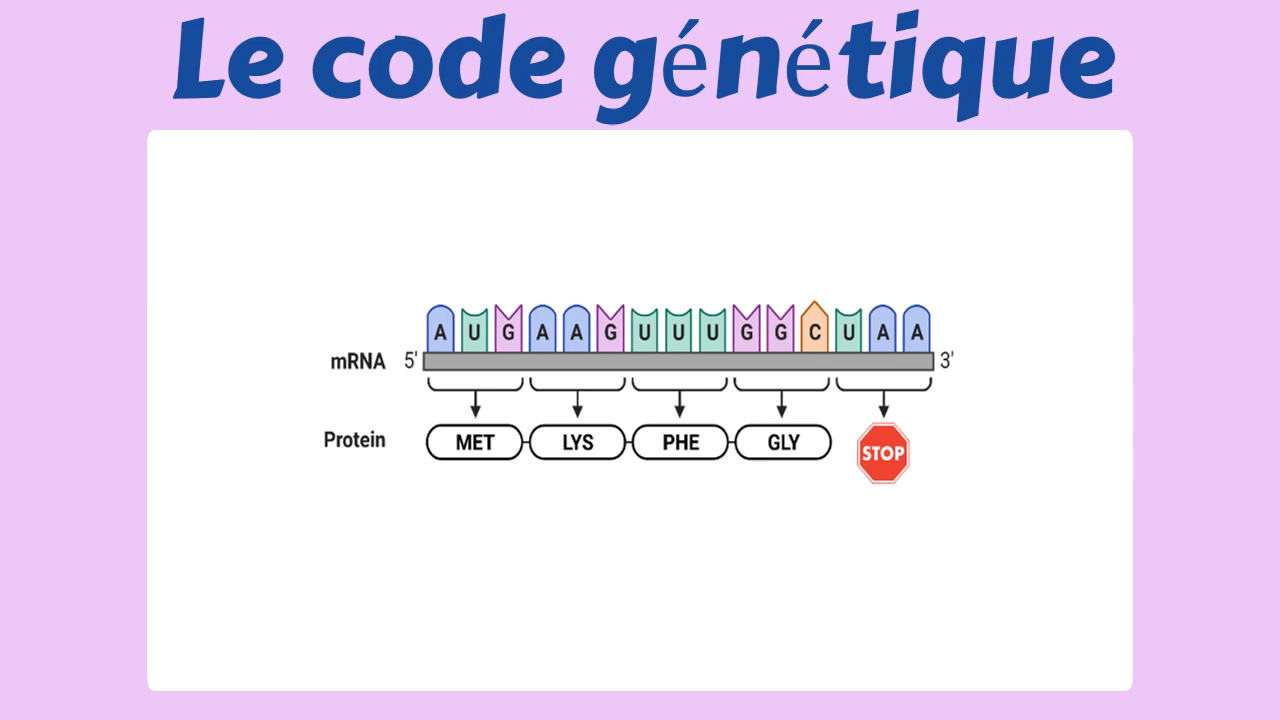 Le code génétique
A U G A A G U U U G G C U A A
mRNA 5' 3'
Protein MET LYS PHE GLY STOP